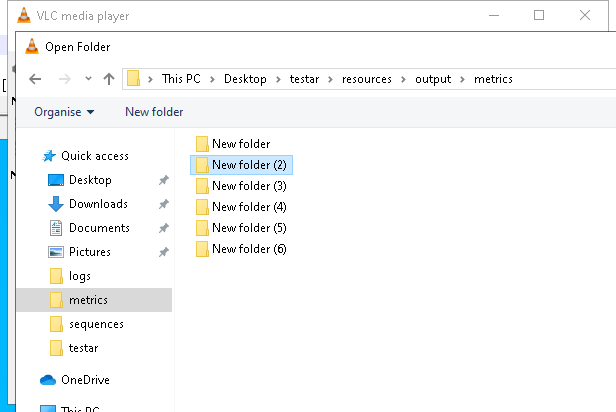 VLC media player
Open Folder
This PC > Desktop > testar > resources > output > metrics
Organise New folder
Quick access
Desktop
Downloads
Documents
Pictures
logs
metrics
sequences
testar
OneDrive
This PC
New folder
New folder (2)
New folder (3)
New folder (4)
New folder (5)
New folder (6)